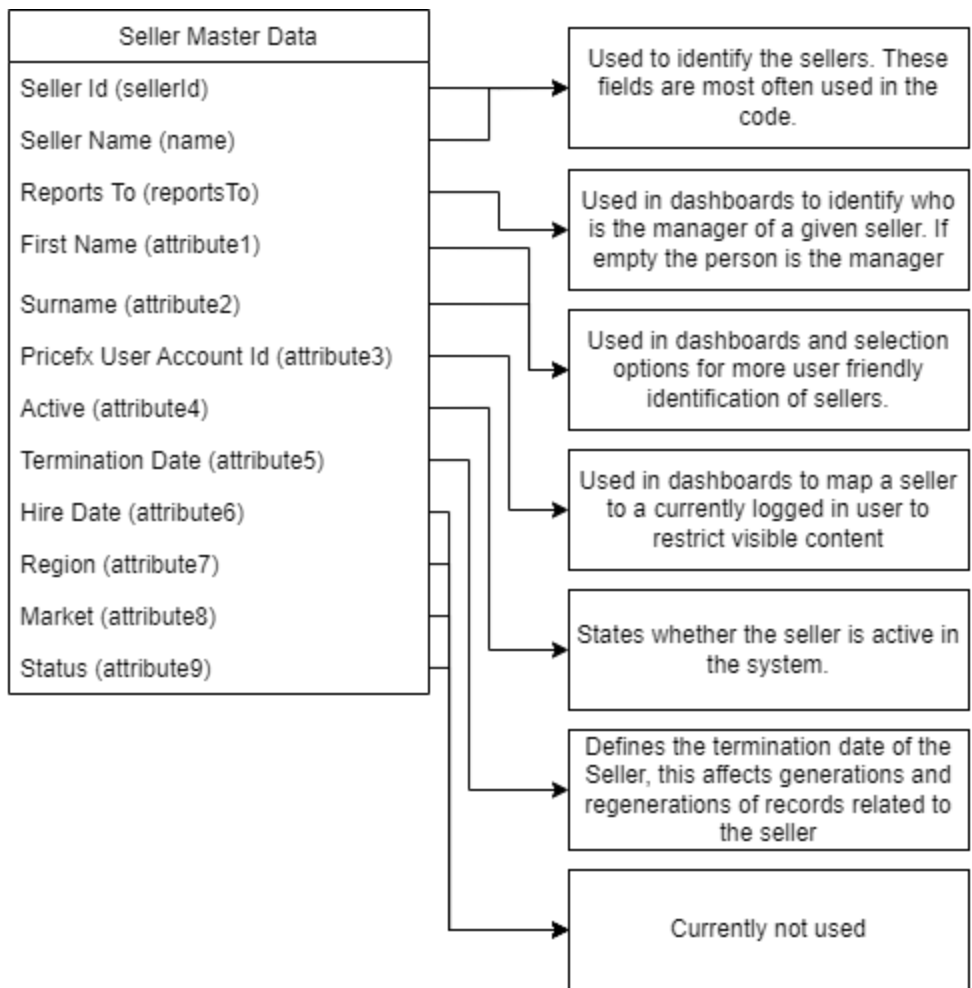 Seller Master Data
Seller Id (sellerId)
Seller Name (name)
Reports To (reportsTo)
First Name (attribute1)
Surname (attribute2)
Pricefx User Account Id (attribute3)
Active (attribute4)
Termination Date (attribute5)
Hire Date (attribute6)
Region (attribute7)
Market (attribute8)
Status (attribute9)
Used to identify the sellers. These
fields are most often used in the
code.
Used in dashboards to identify who
is the manager of a given seller. If
empty the person is the manager
Used in dashboards and selection
options for more user friendly
identification of sellers.
Used in dashboards to map a seller
to a currently logged in user to
restrict visible content
States whether the seller is active in
the system.
Defines the termination date of the
Seller, this affects generations and
regenerations of records related to
the seller
Currently not used